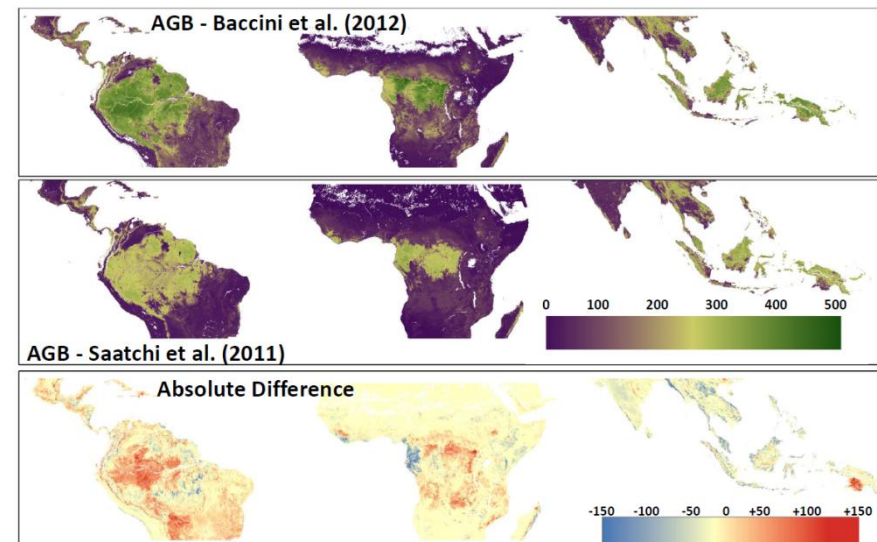 AGB - Baccini et al. (2012)
0 100 200 300 400 500
AGB - Saatchi et al. (2011)
Absolute Difference
-150 -100 -50 0 +50 +100 +150